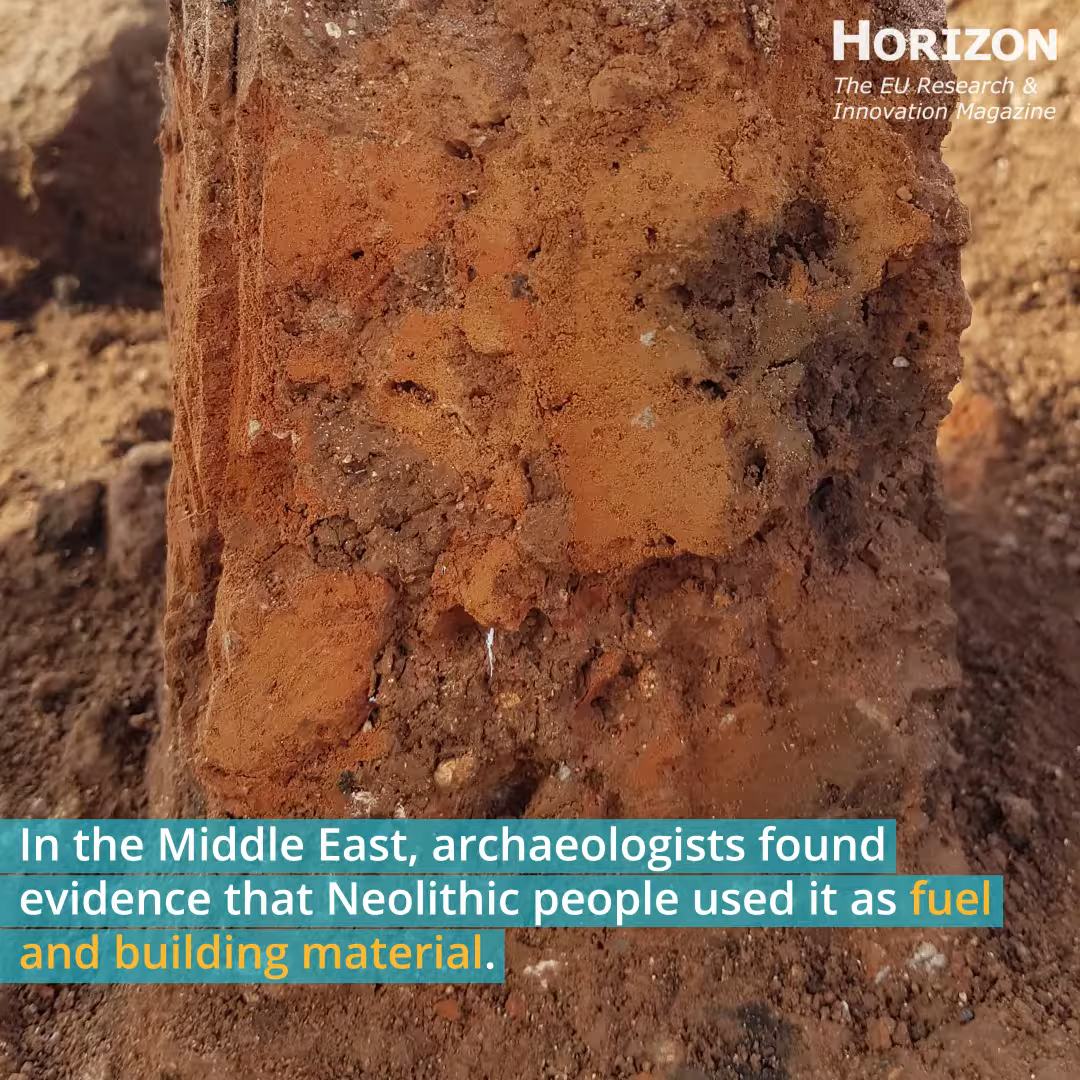 HORIZON
The EU Research &
Innovation Magazine
In the Middle East, archaeologists found
evidence that Neolithic people used it as fuel
and building material.